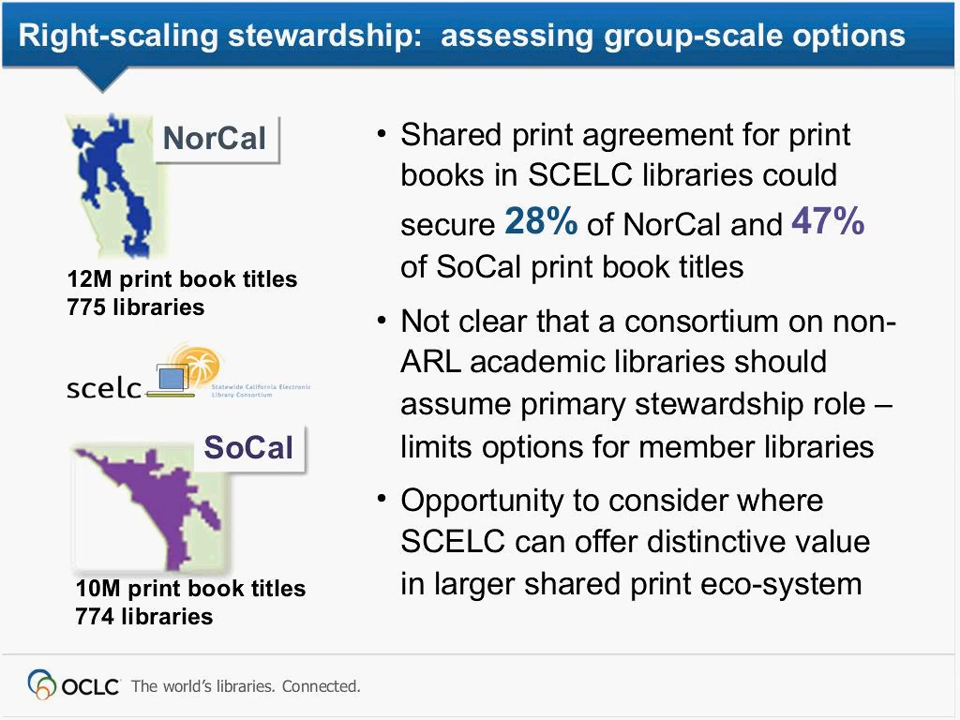 Right-scaling stewardship: assessing group-scale options
NorCal
12M print book titles
775 libraries
scelc
Statewide California Electronic
Library Consortium
SoCal
10M print book titles
774 libraries
• Shared print agreement for print
books in SCELC libraries could
secure 28% of NorCal and 47%
of SoCal print book titles
• Not clear that a consortium on non-
ARL academic libraries should
assume primary stewardship role –
limits options for member libraries
• Opportunity to consider where
SCELC can offer distinctive value
in larger shared print eco-system
OCLC The world's libraries. Connected.